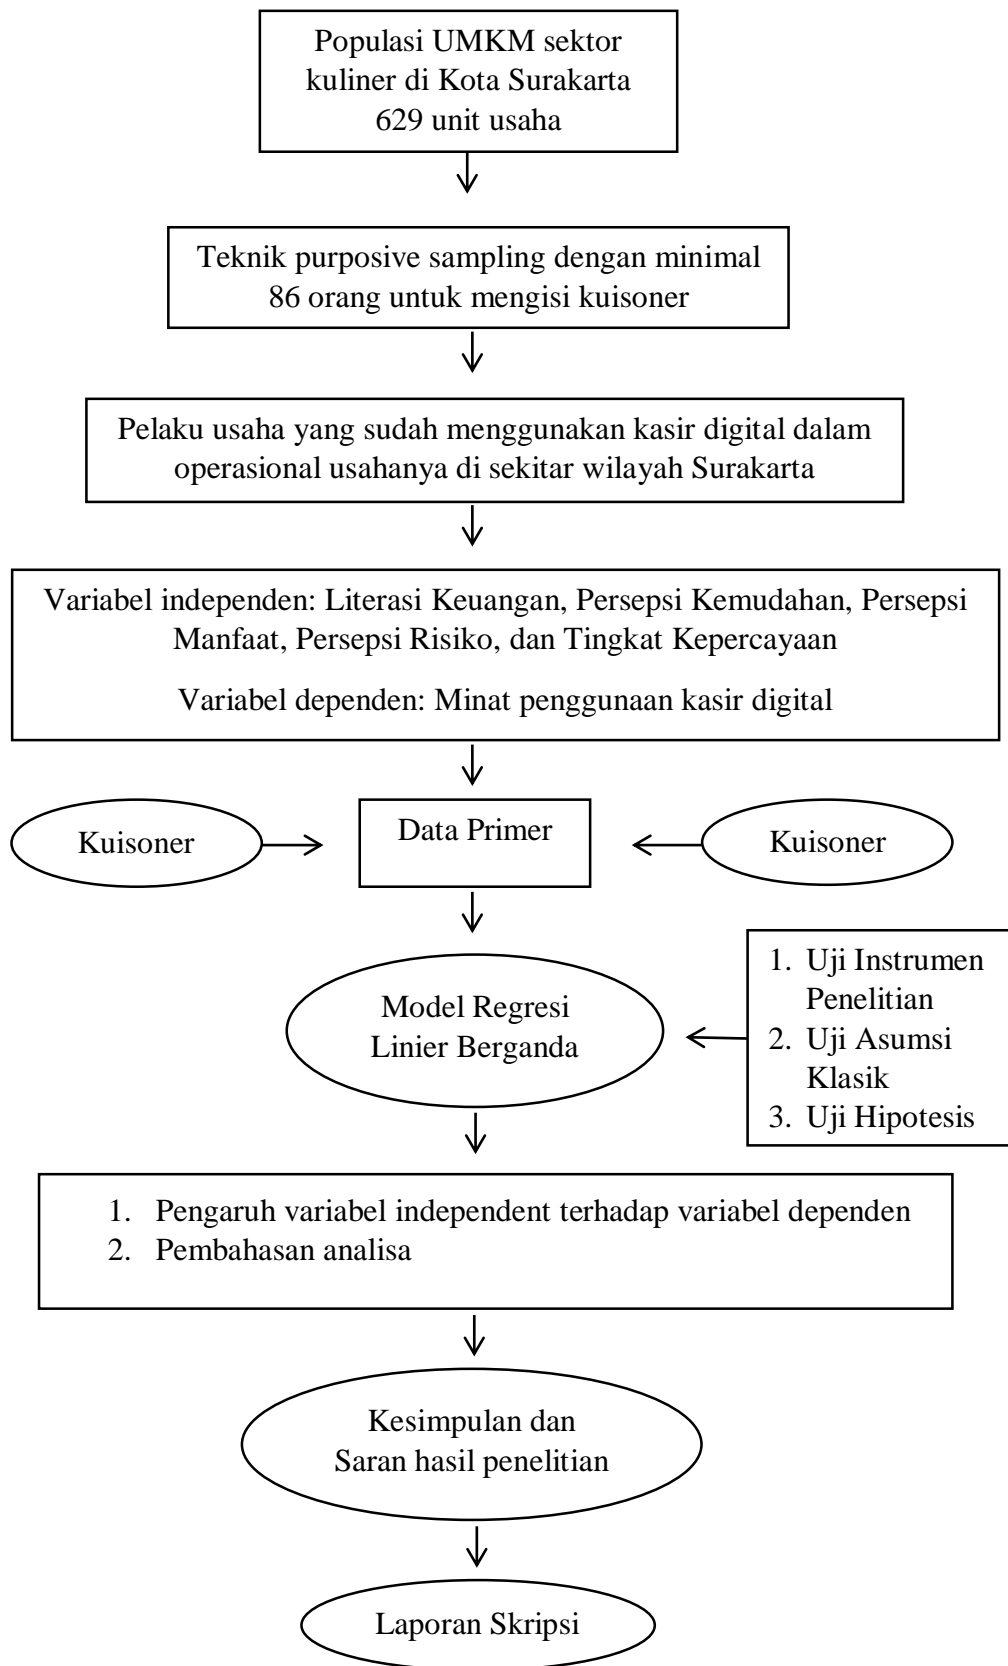 Populasi UMKM sektor
kuliner di Kota Surakarta
629 unit usaha
Teknik purposive sampling dengan minimal
86 orang untuk mengisi kuisoner
Pelaku usaha yang sudah menggunakan kasir digital dalam
operasional usahanya di sekitar wilayah Surakarta
Variabel independen: Literasi Keuangan, Persepsi Kemudahan, Persepsi
Manfaat, Persepsi Risiko, dan Tingkat Kepercayaan
Variabel dependen: Minat penggunaan kasir digital
Kuisoner
Data Primer
Kuisoner
Model Regresi
Linier Berganda
1. Uji Instrumen
Penelitian
2. Uji Asumsi
Klasik
3. Uji Hipotesis
1. Pengaruh variabel independent terhadap variabel dependen
2. Pembahasan analisa
Kesimpulan dan
Saran hasil penelitian
Laporan Skripsi